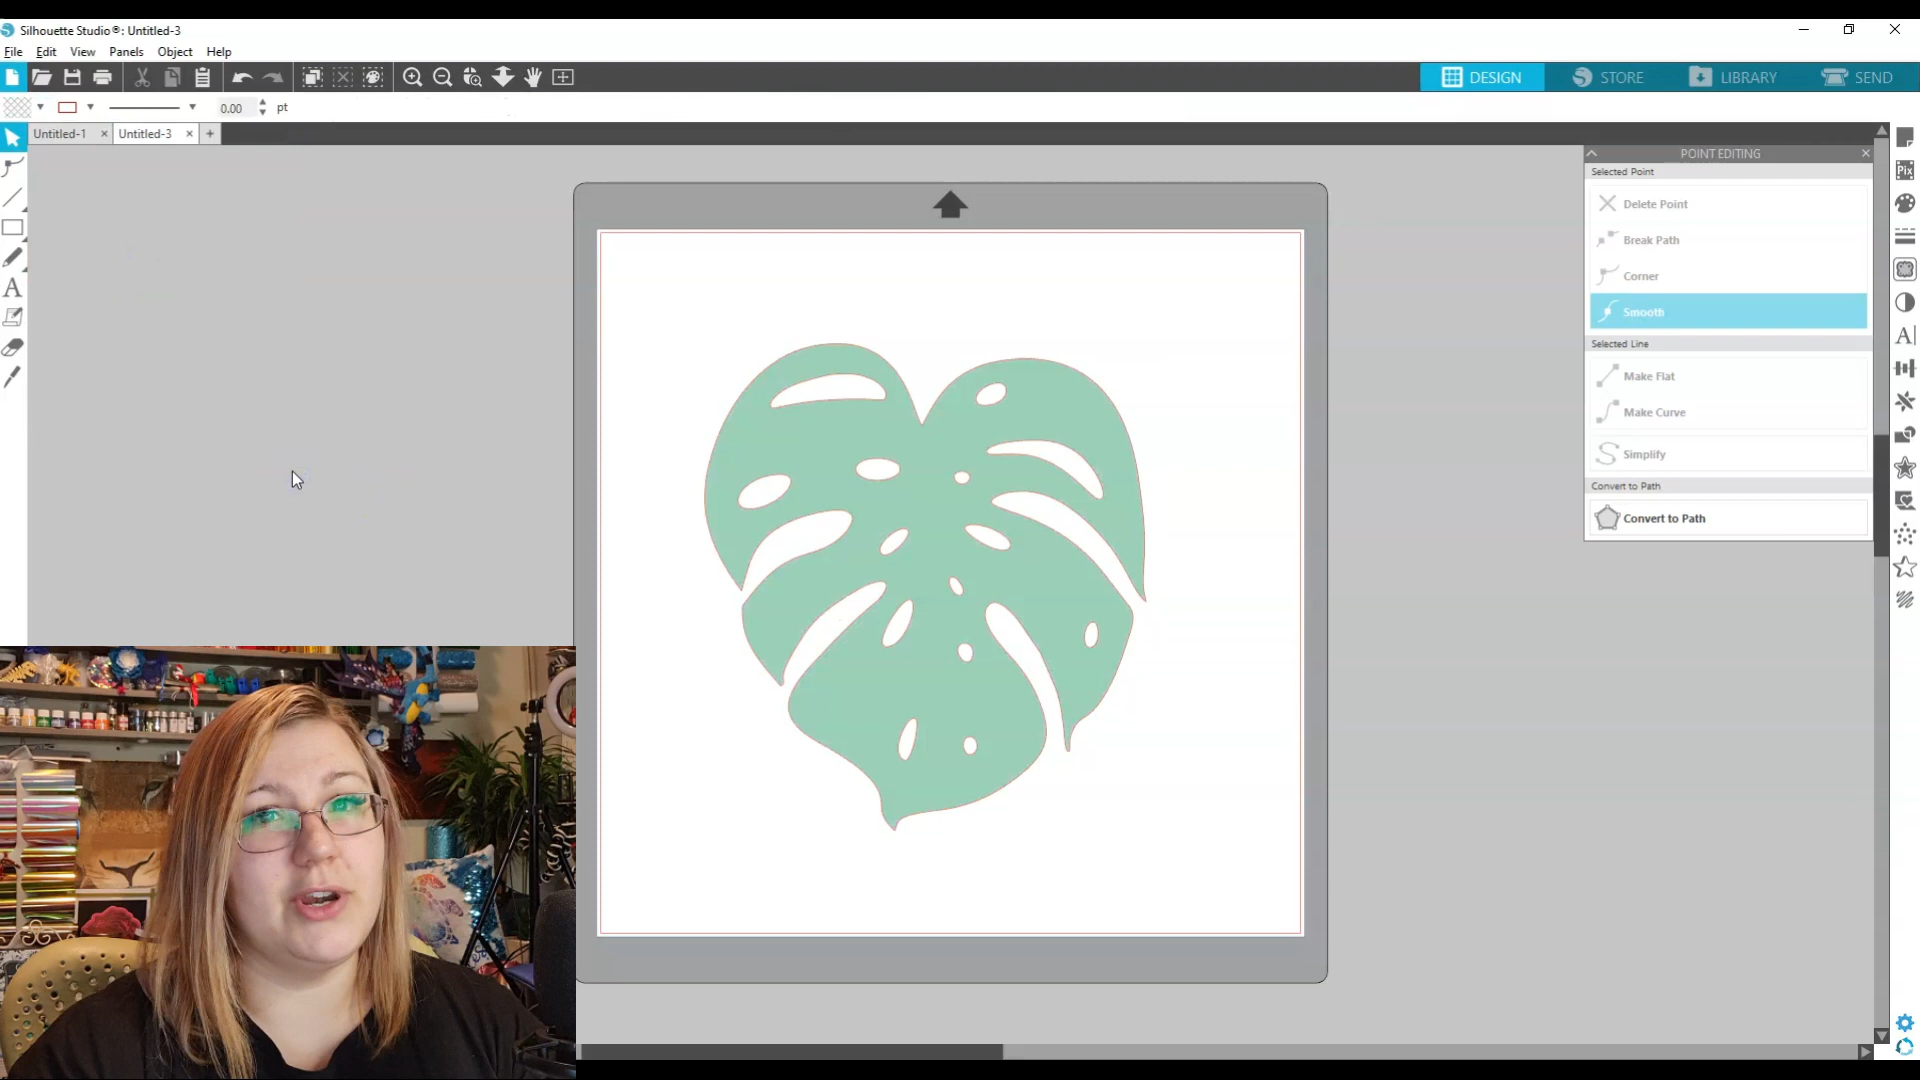 Silhouette Studio®: Untitled-3
File Edit View Panels Object Help
DESIGN STORE LIBRARY SEND
0.00 pt
Untitled-1 Untitled-3
POINT EDITING
Selected Point
Delete Point
Break Path
Corner
Smooth
Selected Line
Make Flat
Make Curve
Simplify
Convert to Path
Convert to Path
Pix
A
A